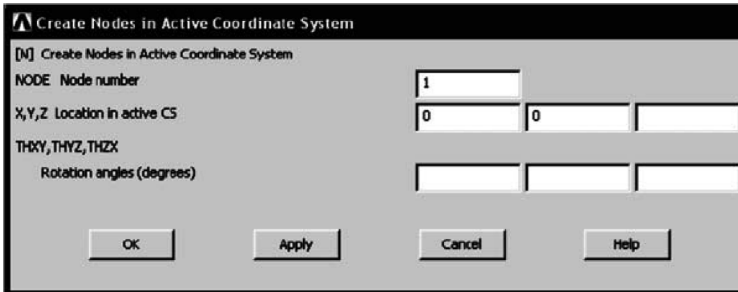 Create Nodes in Active Coordinate System
[N] Create Nodes in Active Coordinate System
NODE Node number 1
X,Y,Z Location in active CS 0 0
THXY,THYZ,THZX
Rotation angles (degrees)
OK Apply Cancel Help